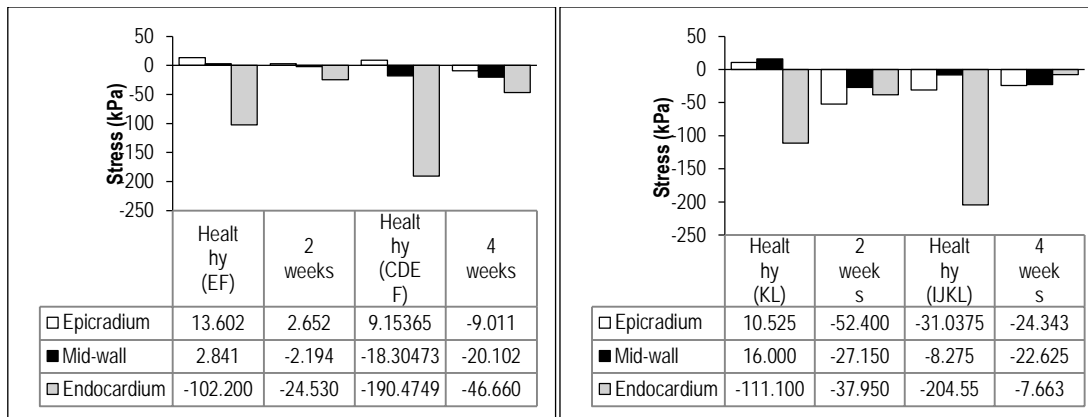 50
0
-50
-100
-150
-200
-250
Stress (kPa)
Healt
hy
(EF)
2
weeks
Healt
hy
(CDE
F)
4
weeks
Epicradium 13.602 2.652 9.15365 -9.011
Mid-wall 2.841 -2.194 -18.30473 -20.102
Endocardium -102.200 -24.530 -190.4749 -46.660
50
0
-50
-100
-150
-200
-250
Stress (kPa)
Healt
hy
(KL)
2
week
s
Healt
hy
(IJKL)
4
week
s
Epicradium 10.525 -52.400 -31.0375 -24.343
Mid-wall 16.000 -27.150 -8.275 -22.625
Endocardium -111.100 -37.950 -204.55 -7.663